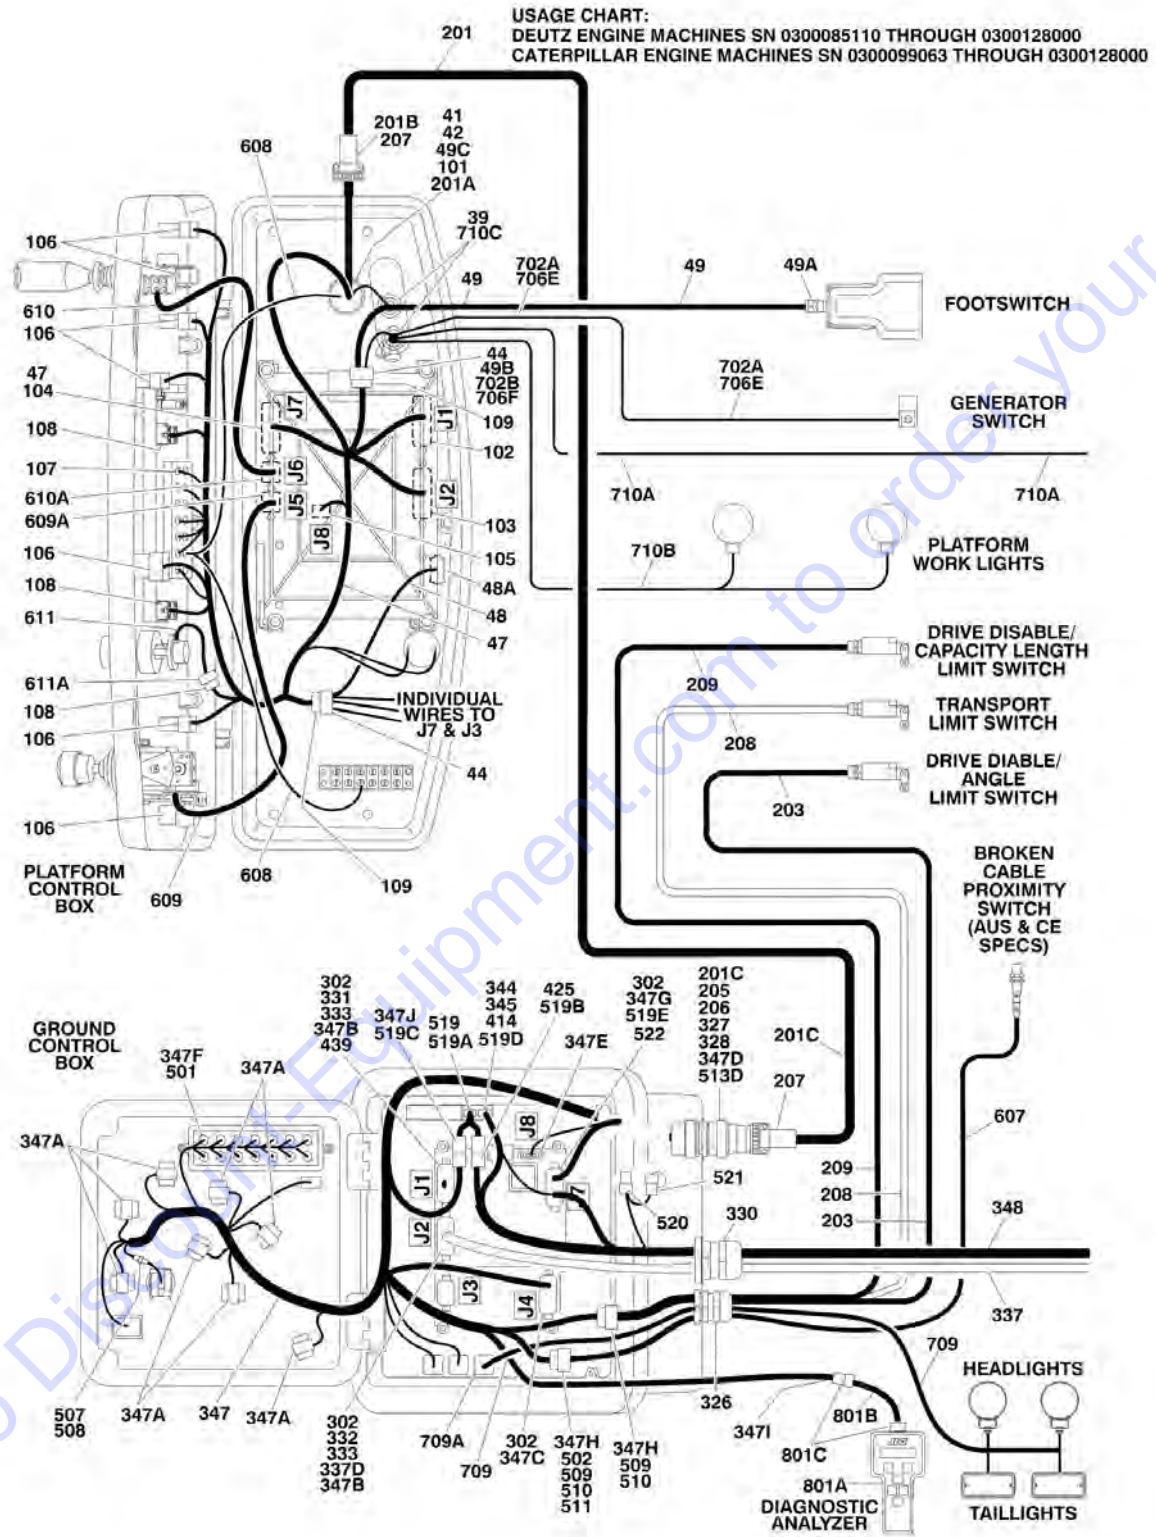 USAGE CHART:
DEUTZ ENGINE MACHINES SN 0300085110 THROUGH 0300128000
CATERPILLAR ENGINE MACHINES SN 0300099063 THROUGH 0300128000
201
201B
207
41
42
49C
101
201A
608
39
710C
106
702A
706E
49
49
49A
FOOTSWITCH
610
106
47
104
44
49B
702B
706F
702A
706E
GENERATOR
SWITCH
J7
J1
109
108
102
107
J6
610A
J5
J2
609A
710A
710A
103
J8
106
105
710B
PLATFORM
WORK LIGHTS
108
48A
611
48
47
DRIVE DISABLE/
CAPACITY LENGTH
LIMIT SWITCH
209
611A
108
INDIVIDUAL
WIRES TO
J7 & J3
TRANSPORT
LIMIT SWITCH
106
208
44
DRIVE DIABLE/
ANGLE
LIMIT SWITCH
203
106
PLATFORM
CONTROL
BOX
609
608
109
BROKEN
CABLE
PROXIMITY
SWITCH
(AUS & CE
SPECS)
GROUND
CONTROL
BOX
302
331
333
347B
439
347J
519C
519
519A
344
345
414
519D
425
519B
302
347G
519E
522
347E
201C
205
206
327
328
347D
513D
201C
207
347F
501
347A
607
347A
J8
J1
J7
521
209
J2
520
330
208
203
348
J3
J4
337
709
HEADLIGHTS
507
508
347A
347
347A
302
332
333
337D
347B
709A
709
302
347C
347H
502
509
510
511
347H
509
510
326
347I
801B
801C
801A
DIAGNOSTIC
ANALYZER
JLG
TAILLIGHTS
Discount-Equipment.com to order your